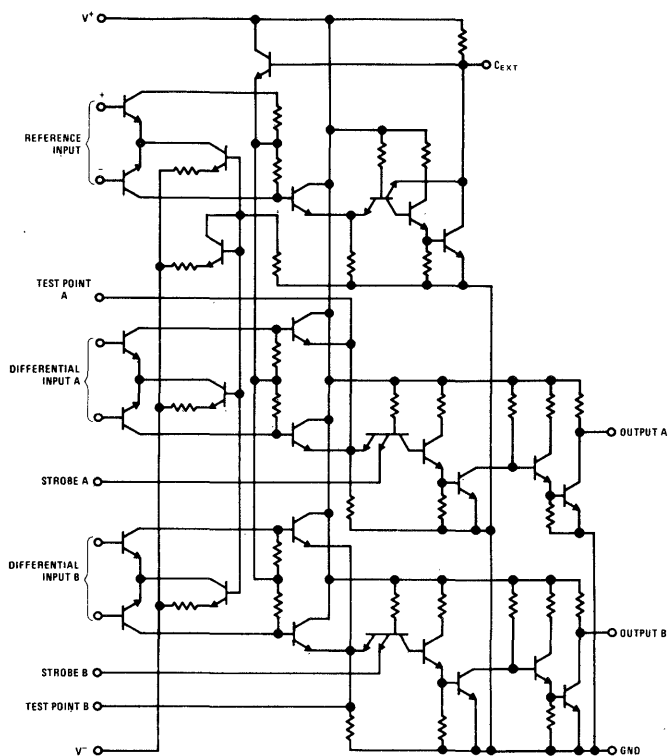 V+
CEXT
+
REFERENCE
INPUT
-
TEST POINT
A
DIFFERENTIAL
INPUT A
OUTPUT A
STROBE A
DIFFERENTIAL
INPUT B
OUTPUT B
STROBE B
TEST POINT B
V-
GND